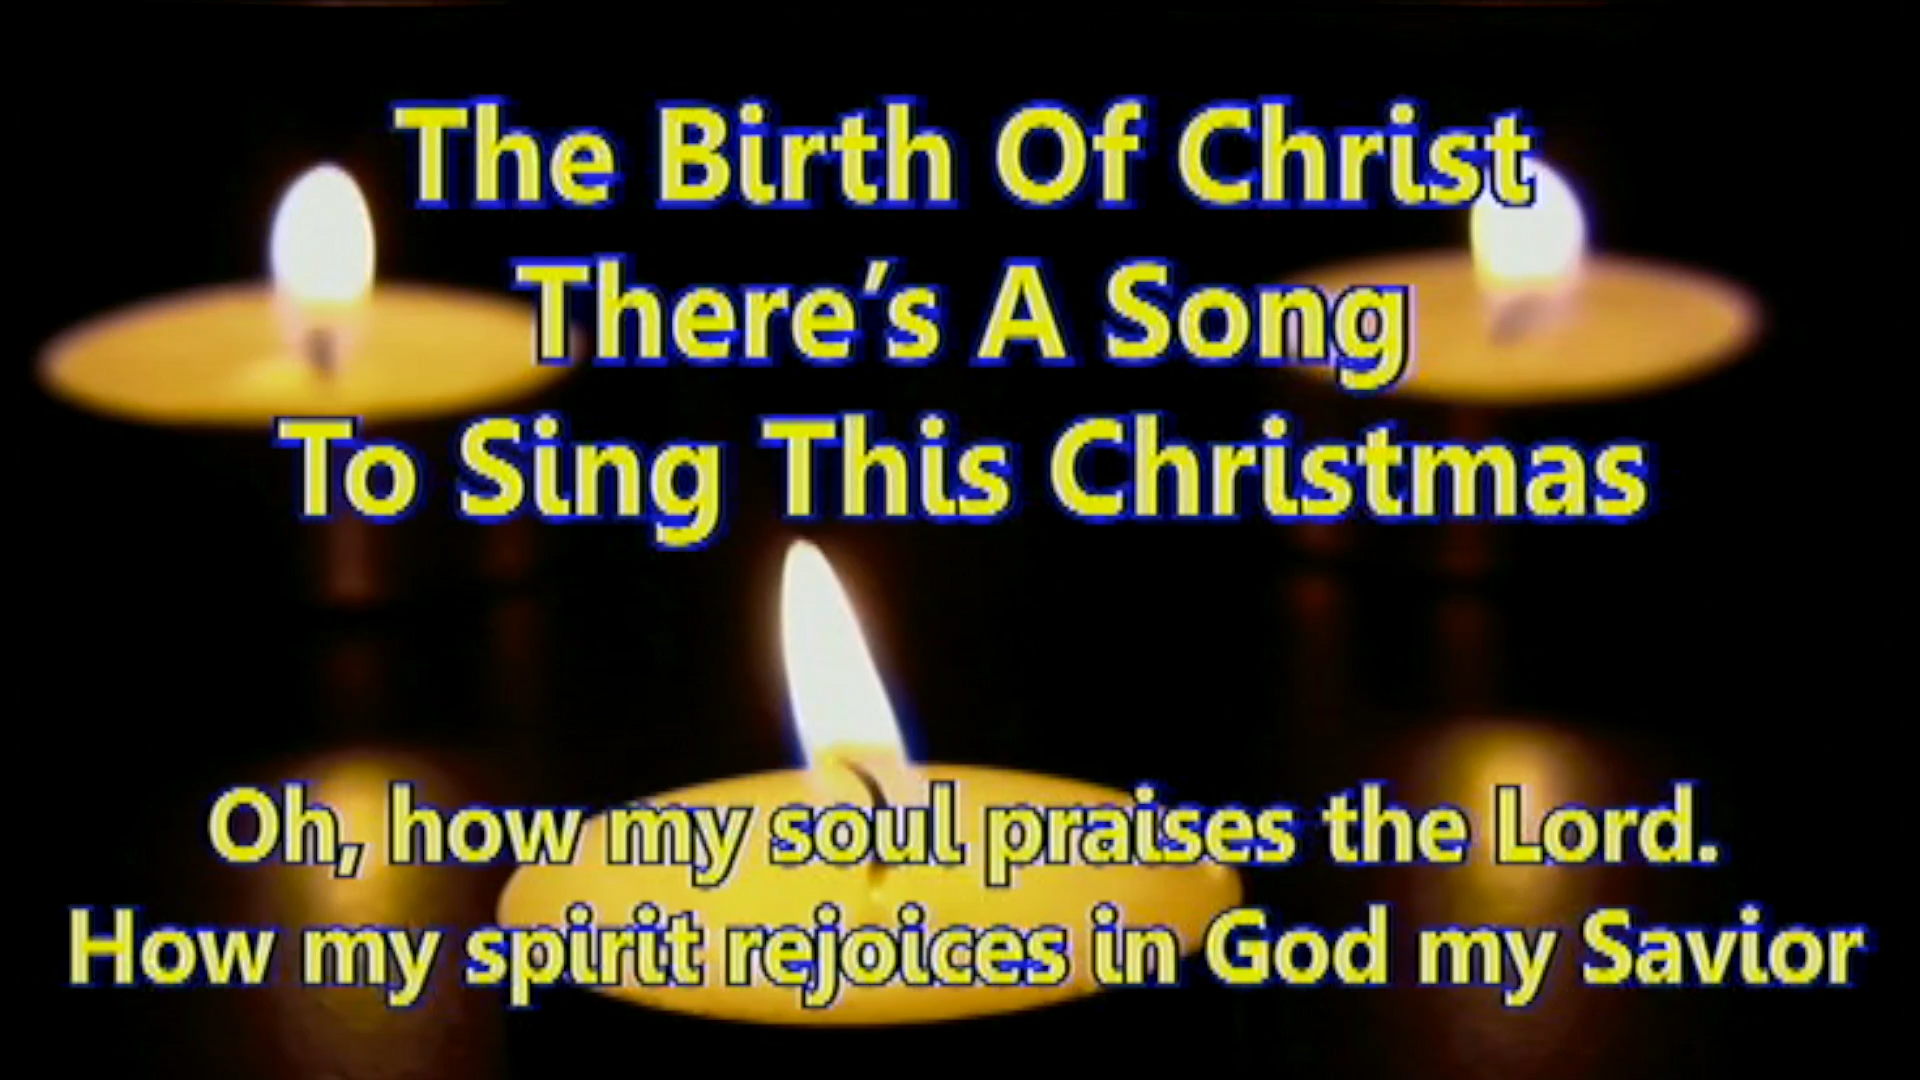 The Birth Of Christ
There’s A Song
To Sing This Christmas
Oh, how my soul praises the Lord.
How my spirit rejoices in God my Savior